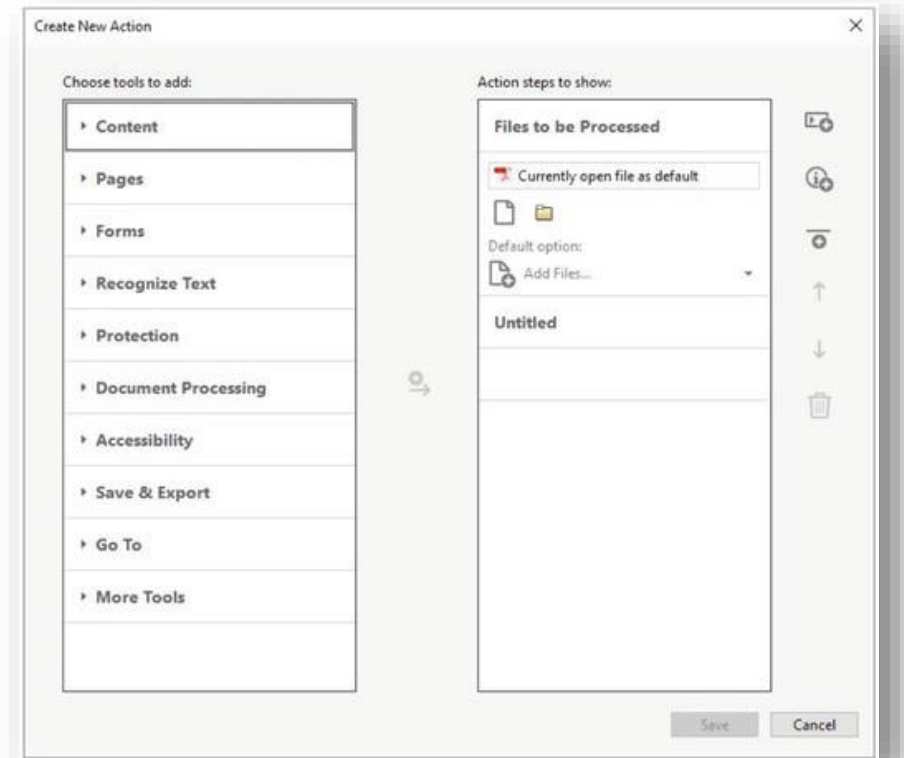 Create New Action
Choose tools to add:
Content
Pages
Forms
Recognize Text
Protection
Document Processing
Accessibility
Save & Export
Go To
More Tools
Action steps to show:
Files to be Processed
Currently open file as default
Default option:
Add Files...
Untitled
Save
Cancel